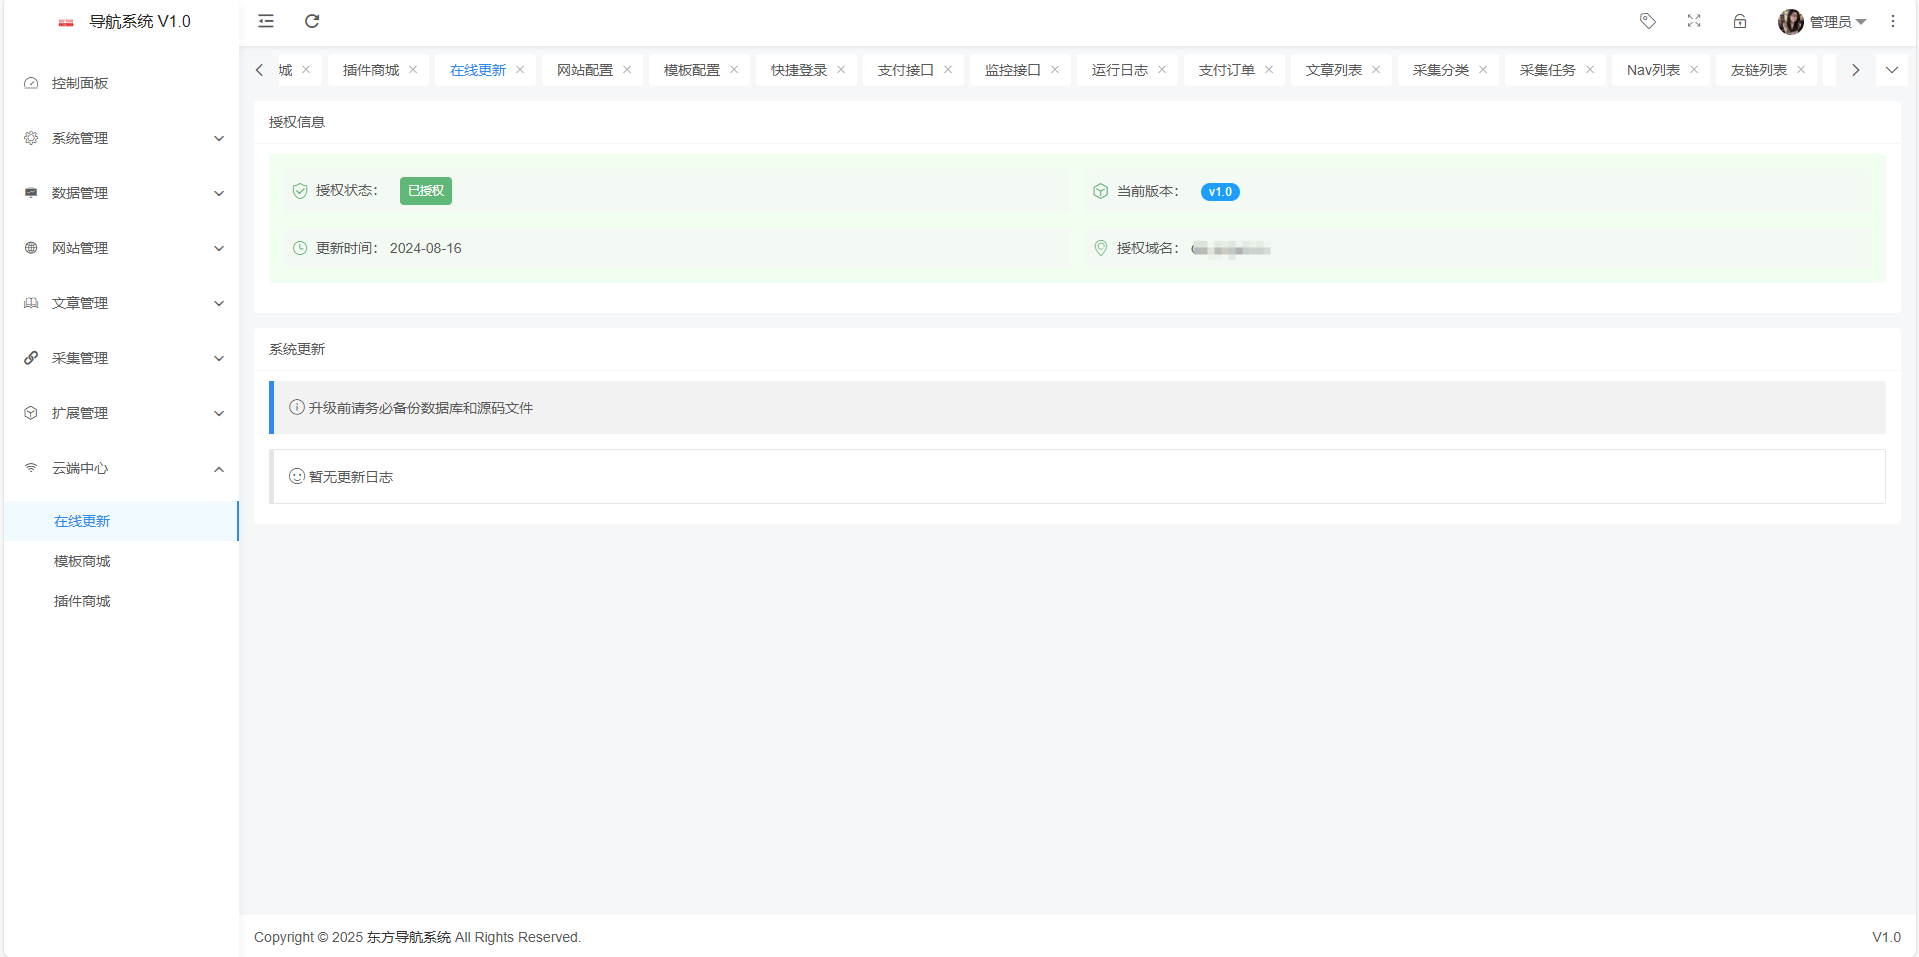 导航系统 V1.0
管理员
控制面板
系统管理
数据管理
网站管理
文章管理
采集管理
扩展管理
云端中心
在线更新
模板商城
插件商城
城 插件商城 在线更新 网站配置 模板配置 快捷登录 支付接口 监控接口 运行日志 支付订单 文章列表 采集分类 采集任务 Nav列表 友链列表
授权信息
授权状态： 已授权
当前版本： v1.0
更新时间： 2024-08-16
授权域名：
系统更新
升级前请务必备份数据库和源码文件
暂无更新日志
Copyright © 2025 东方导航系统 All Rights Reserved.
V1.0